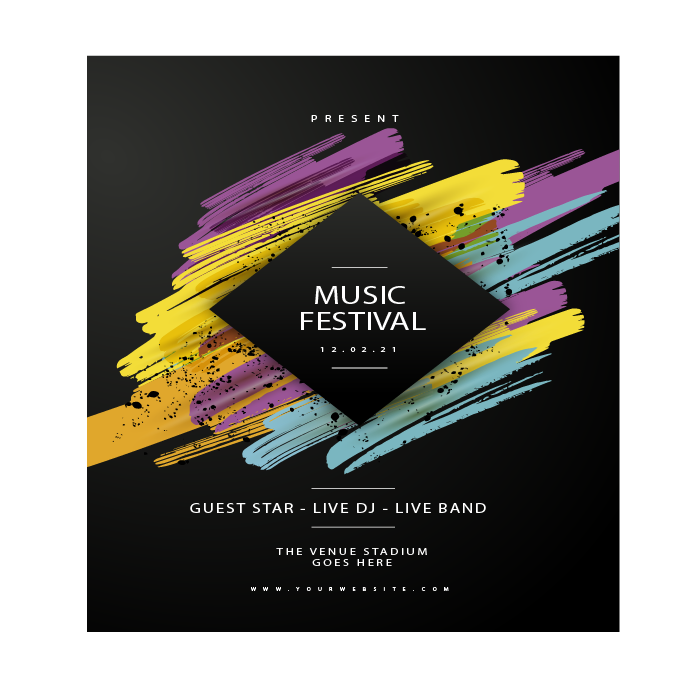 PRESENT
MUSIC
FESTIVAL
12.02.21
GUEST STAR - LIVE DJ - LIVE BAND
THE VENUE STADIUM
GOES HERE
WWW.YOURWEBSITE.COM